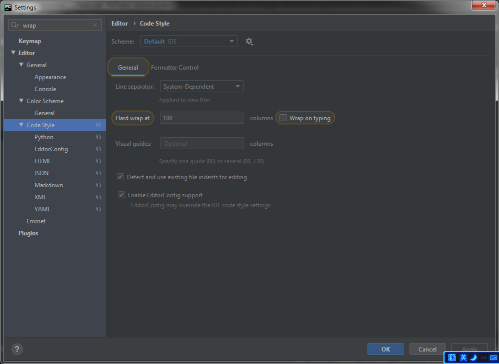 Settings
wrap
Keymap
Editor
General
Appearance
Console
Color Scheme
General
Code Style
Python
EditorConfig
HTML
JSON
Markdown
XML
YAML
Emmet
Plugins
Editor › Code Style
Scheme: Default IDE
General Formatter Control
Line separator: System-Dependent
Applied to new files
Hard wrap at columns Wrap on typing
Visual guides: Optional columns
Specify one guide (80) or several (80, 120)
Detect and use existing file indents for editing
Enable EditorConfig support
EditorConfig may override the IDE code style settings
?
OK Cancel Apply
英